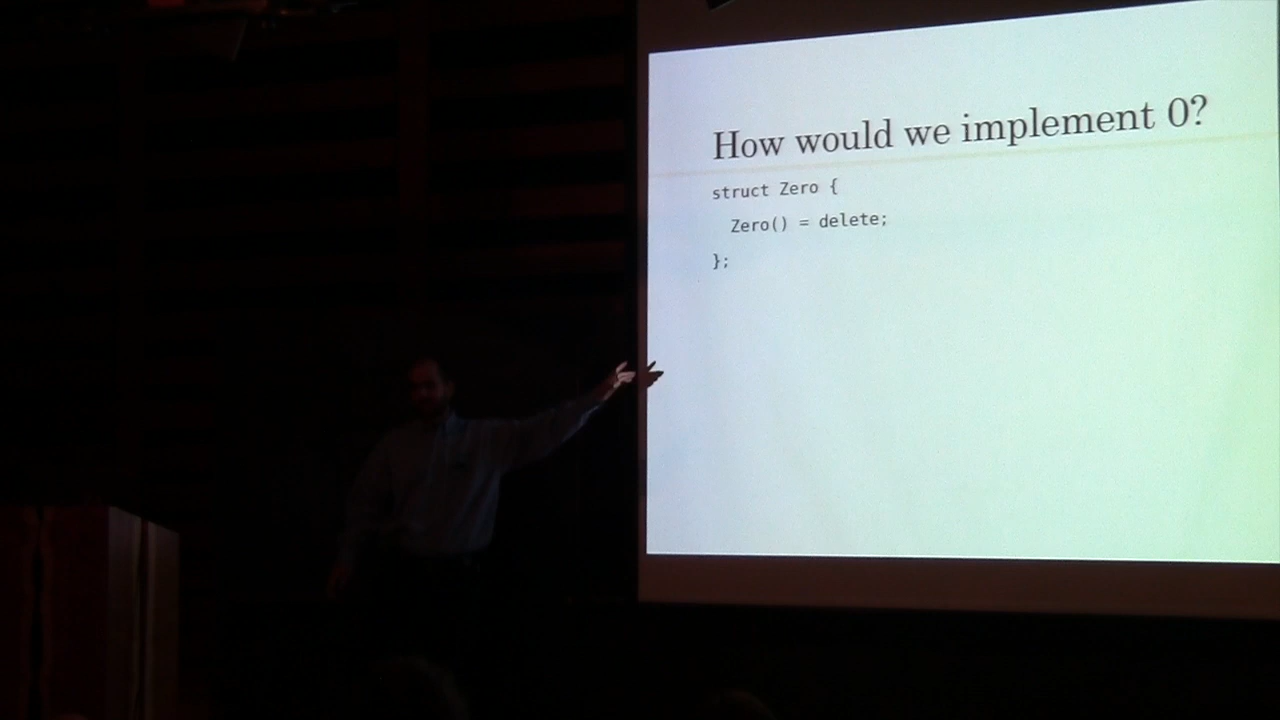 How would we implement 0?
struct Zero {
Zero() = delete;
};